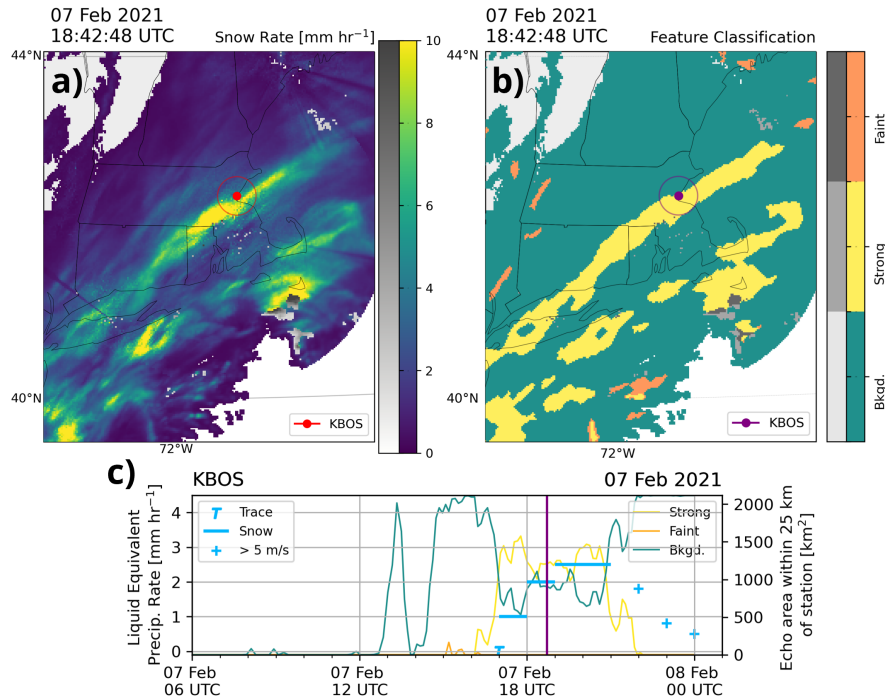 07 Feb 2021
18:42:48 UTC
Snow Rate [mm hr⁻¹]
a)
44°N
40°N
72°W
KBOS
10
8
6
4
2
0
07 Feb 2021
18:42:48 UTC
Feature Classification
b)
44°N
40°N
72°W
KBOS
Faint
Strong
Bkgd.
c)
KBOS
07 Feb 2021
Liquid Equivalent
Precip. Rate [mm hr⁻¹]
4
3
2
1
0
Trace
Snow
> 5 m/s
Strong
Faint
Bkgd.
2000
1500
1000
500
0
Echo area within 25 km
of station [km²]
07 Feb
06 UTC
07 Feb
12 UTC
07 Feb
18 UTC
08 Feb
00 UTC